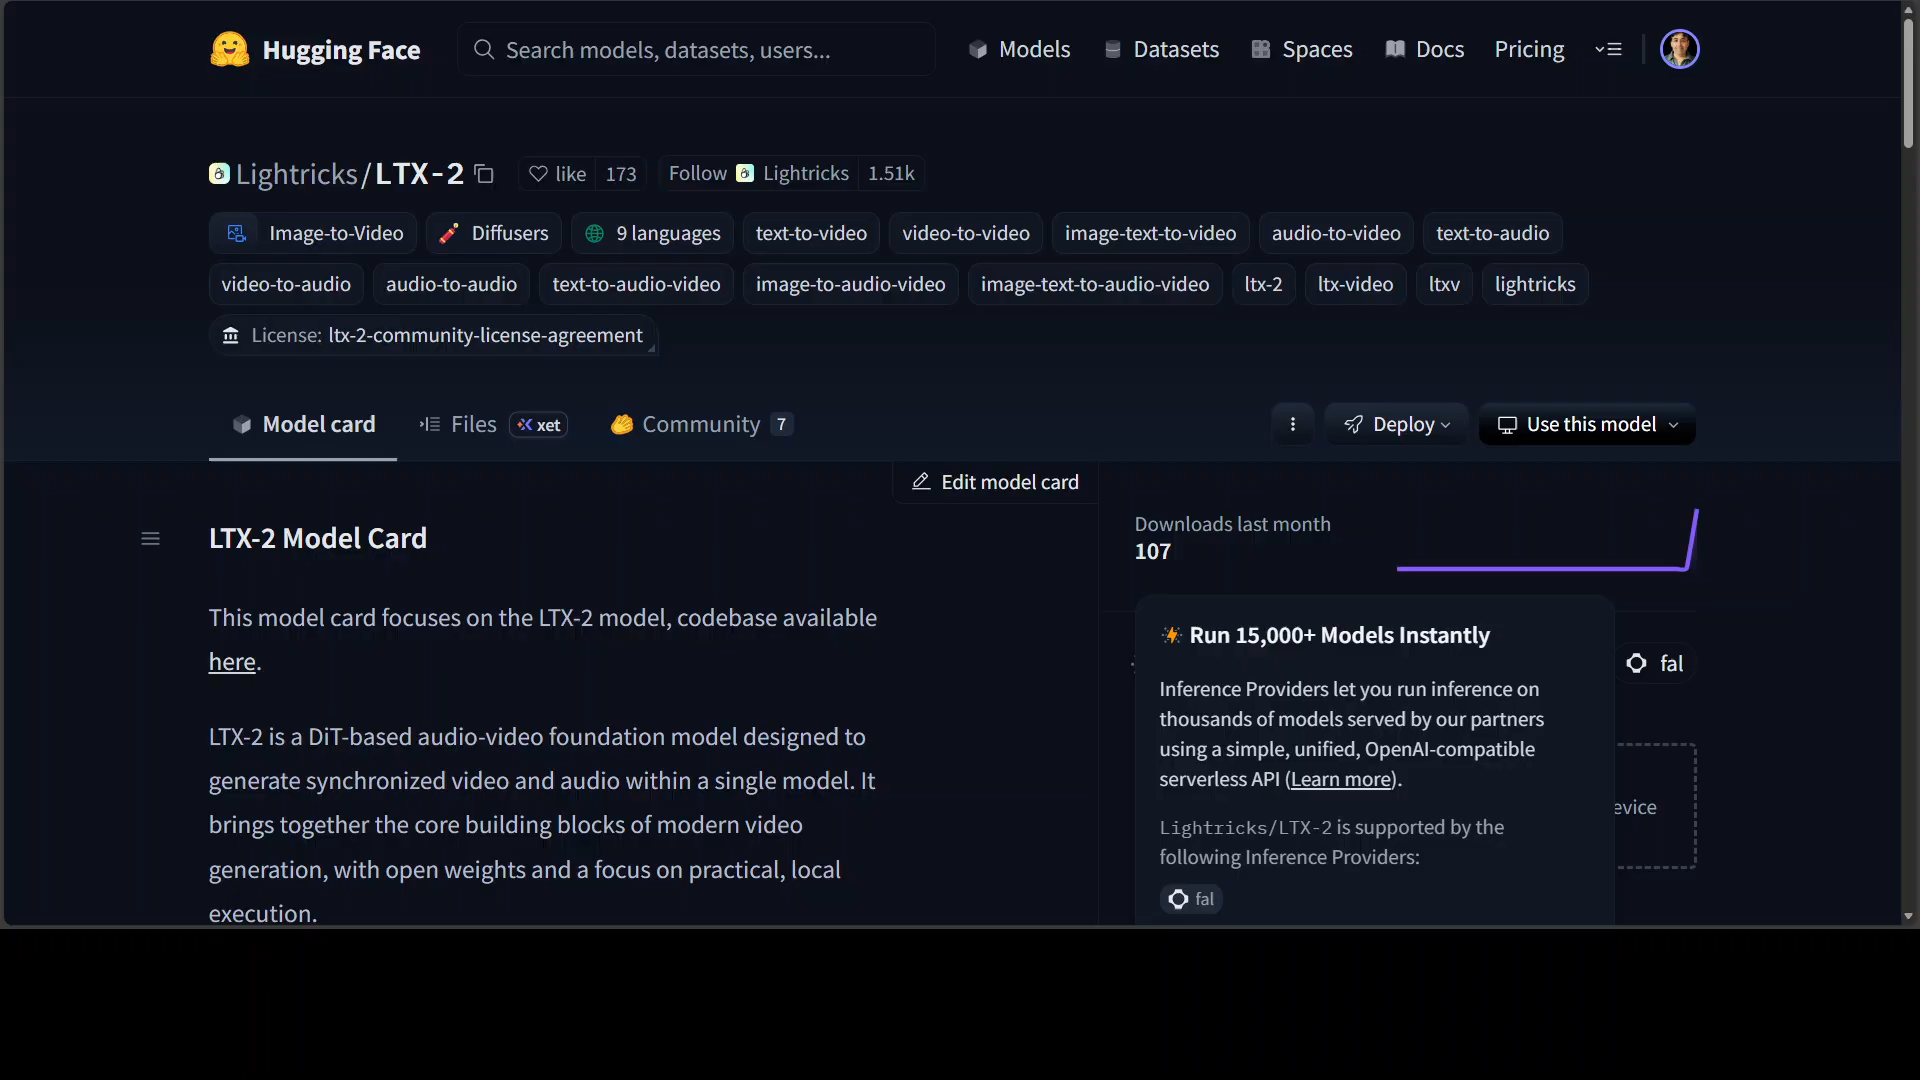 Hugging Face
Search models, datasets, users...
Models
Datasets
Spaces
Docs
Pricing
Lightricks/LTX-2
like 173
Follow Lightricks 1.51k
Image-to-Video
Diffusers
9 languages
text-to-video
video-to-video
image-text-to-video
audio-to-video
text-to-audio
video-to-audio
audio-to-audio
text-to-audio-video
image-to-audio-video
image-text-to-audio-video
ltx-2
ltx-video
ltxv
lightricks
License: ltx-2-community-license-agreement
Model card
Files
xet
Community 7
Deploy
Use this model
Edit model card
LTX-2 Model Card
This model card focuses on the LTX-2 model, codebase available
here.
LTX-2 is a DiT-based audio-video foundation model designed to
generate synchronized video and audio within a single model. It
brings together the core building blocks of modern video
generation, with open weights and a focus on practical, local
execution.
Downloads last month
107
Run 15,000+ Models Instantly
Inference Providers let you run inference on
thousands of models served by our partners
using a simple, unified, OpenAI-compatible
serverless API (Learn more).
Lightricks/LTX-2 is supported by the
following Inference Providers:
fal
fal